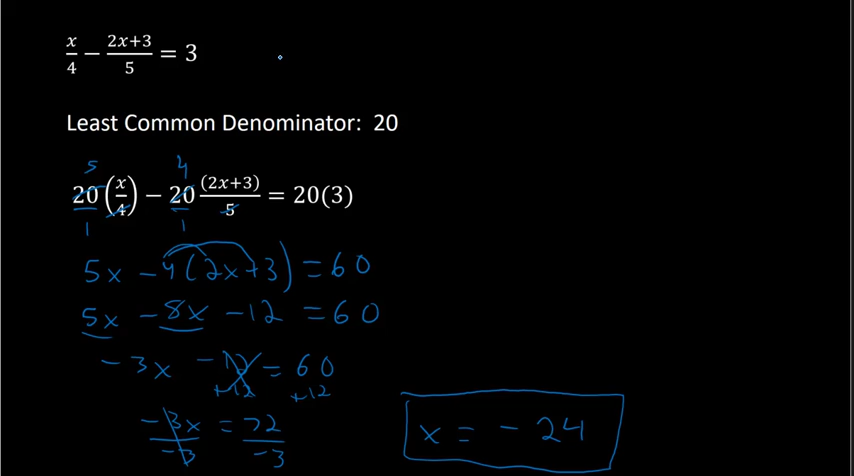 x/4 − 2x+3/5 = 3
Least Common Denominator: 20
5 4
20(x/4) − 20 (2x+3)/5 = 20(3)
1 1
5x − 4(2x+3) = 60
5x − 8x − 12 = 60
−3x − 12 = 60
+12 +12
−3x/−3 = 72/−3
x = −24